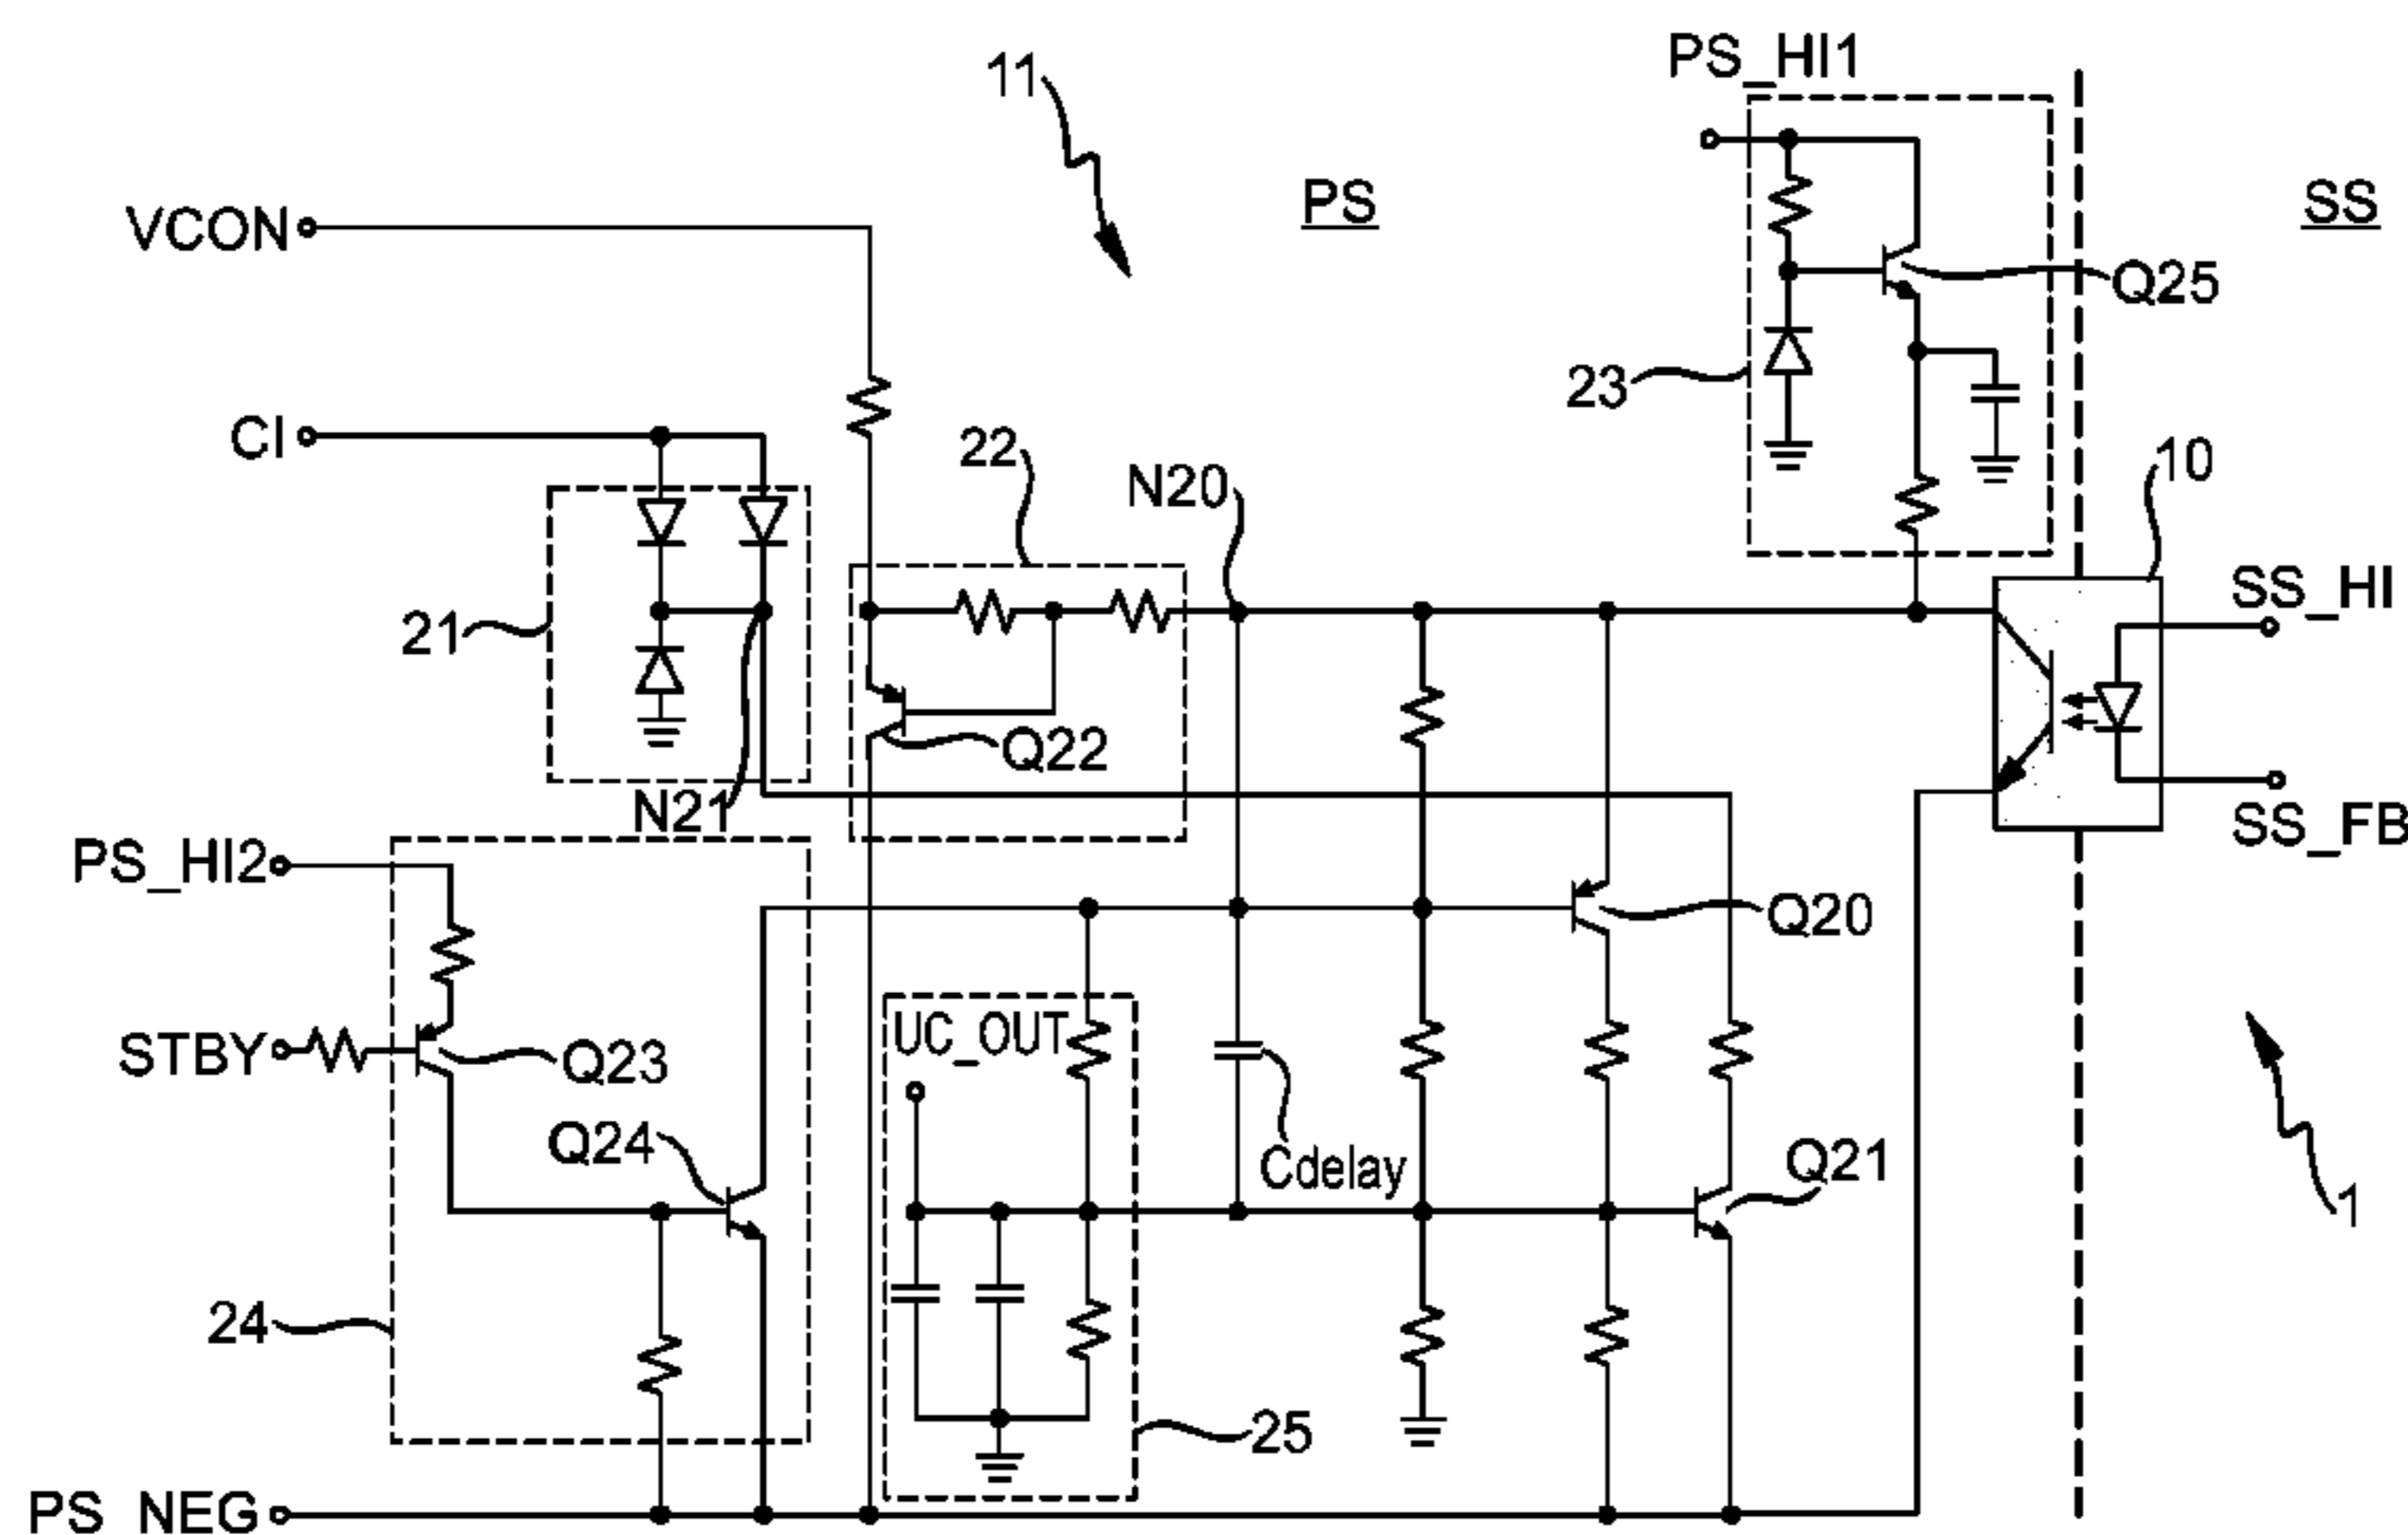 PS_HI1
11
PS
SS
VCON
Q25
23
CI
22
N20
10
SS_HI
21
Q22
N21
SS_FB
PS_HI2
Q20
UC_OUT
STBY
Q23
Q24
Cdelay
Q21
1
24
25
PS_NEG